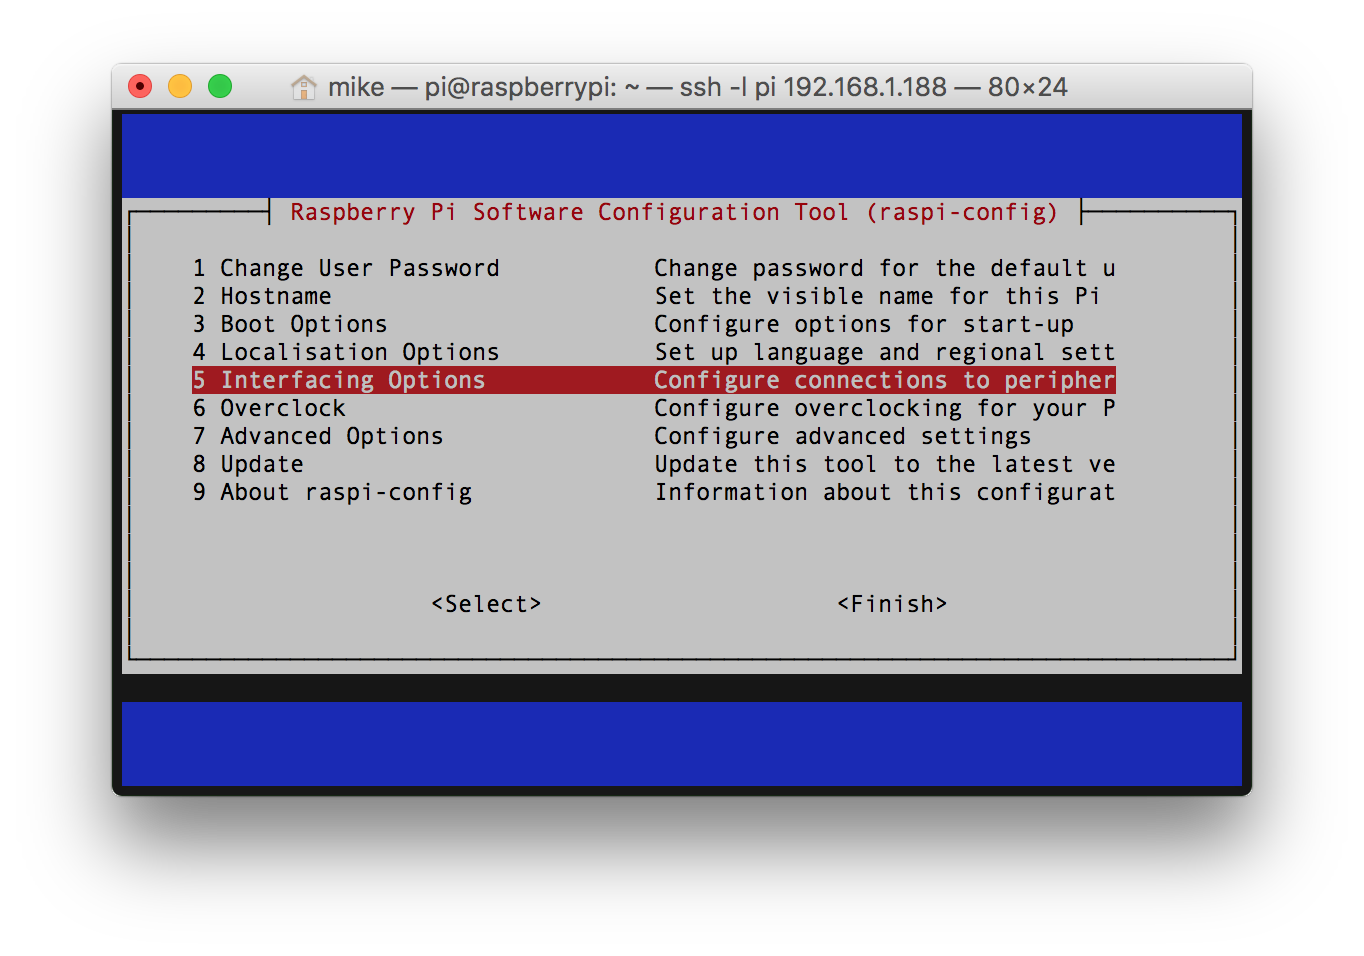 mike — pi@raspberrypi: ~ — ssh -l pi 192.168.1.188 — 80×24
Raspberry Pi Software Configuration Tool (raspi-config)
1 Change User Password Change password for the default u
2 Hostname Set the visible name for this Pi
3 Boot Options Configure options for start-up
4 Localisation Options Set up language and regional sett
5 Interfacing Options Configure connections to peripher
6 Overclock Configure overclocking for your P
7 Advanced Options Configure advanced settings
8 Update Update this tool to the latest ve
9 About raspi-config Information about this configurat
<Select> <Finish>